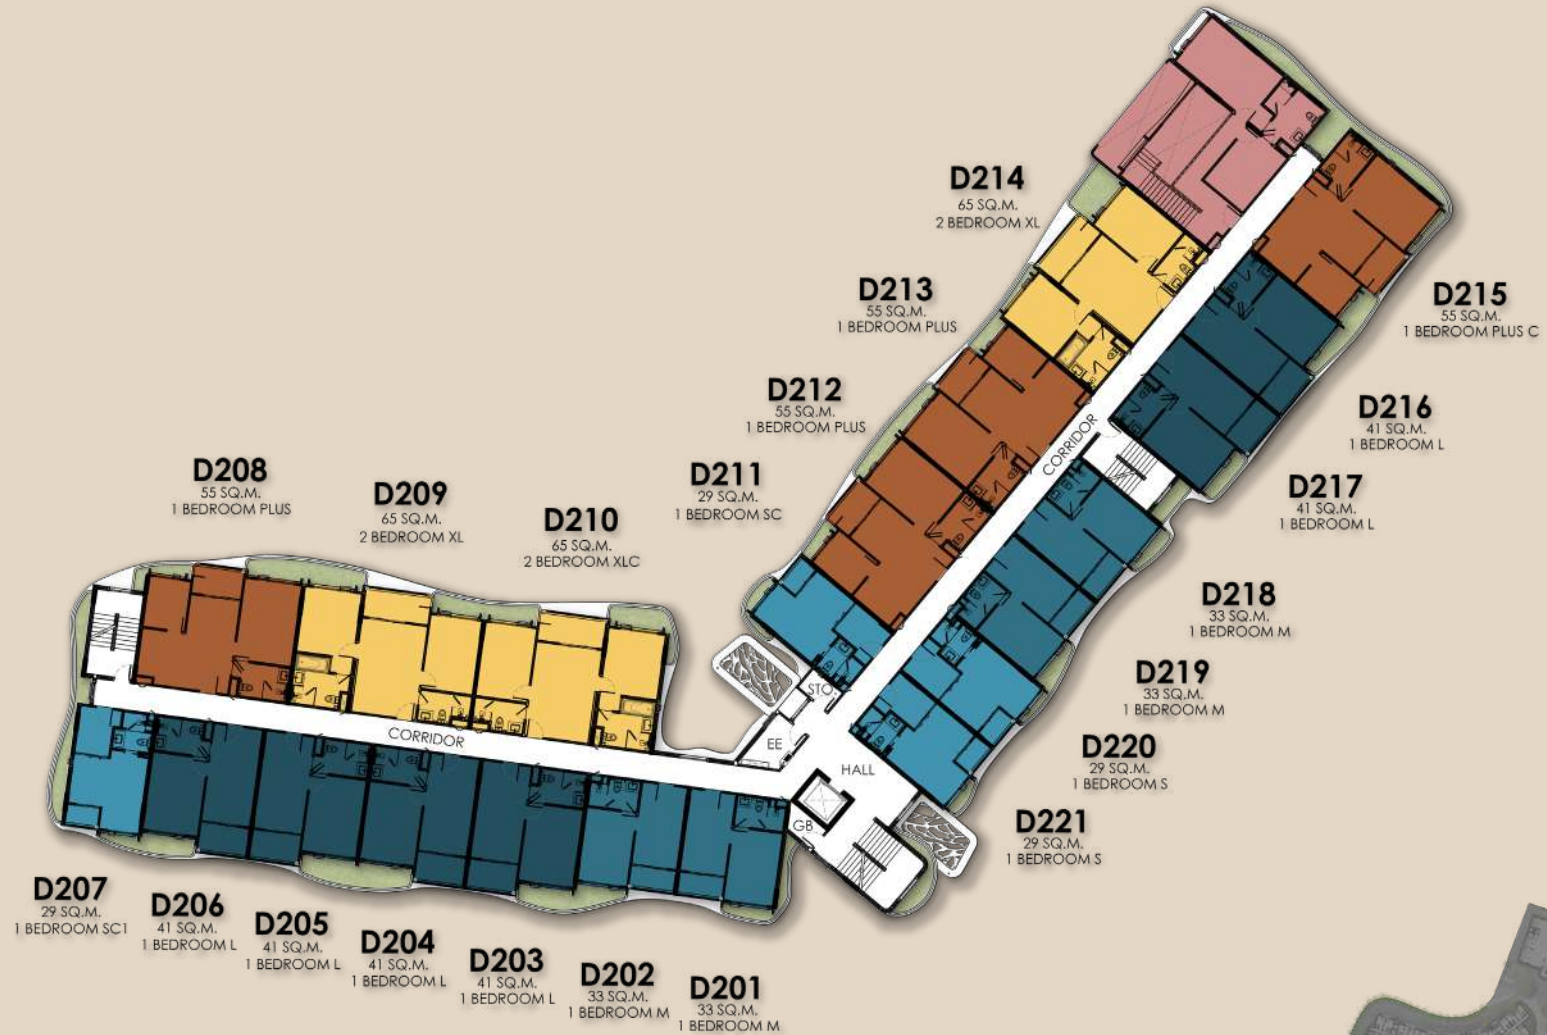 D214
65 SQ.M.
2 BEDROOM XL
D213
55 SQ.M.
1 BEDROOM PLUS
D215
55 SQ.M.
1 BEDROOM PLUS C
D212
55 SQ.M.
1 BEDROOM PLUS
D216
41 SQ.M.
1 BEDROOM L
CORRIDOR
D211
29 SQ.M.
1 BEDROOM SC
D217
41 SQ.M.
1 BEDROOM L
D208
55 SQ.M.
1 BEDROOM PLUS
D209
65 SQ.M.
2 BEDROOM XL
D210
65 SQ.M.
2 BEDROOM XLC
D218
33 SQ.M.
1 BEDROOM M
D219
33 SQ.M.
1 BEDROOM M
STO.
CORRIDOR
EE
HALL
D220
29 SQ.M.
1 BEDROOM S
GB
D221
29 SQ.M.
1 BEDROOM S
D207
29 SQ.M.
1 BEDROOM SC1
D206
41 SQ.M.
1 BEDROOM L
D205
41 SQ.M.
1 BEDROOM L
D204
41 SQ.M.
1 BEDROOM L
D203
41 SQ.M.
1 BEDROOM L
D202
33 SQ.M.
1 BEDROOM M
D201
33 SQ.M.
1 BEDROOM M